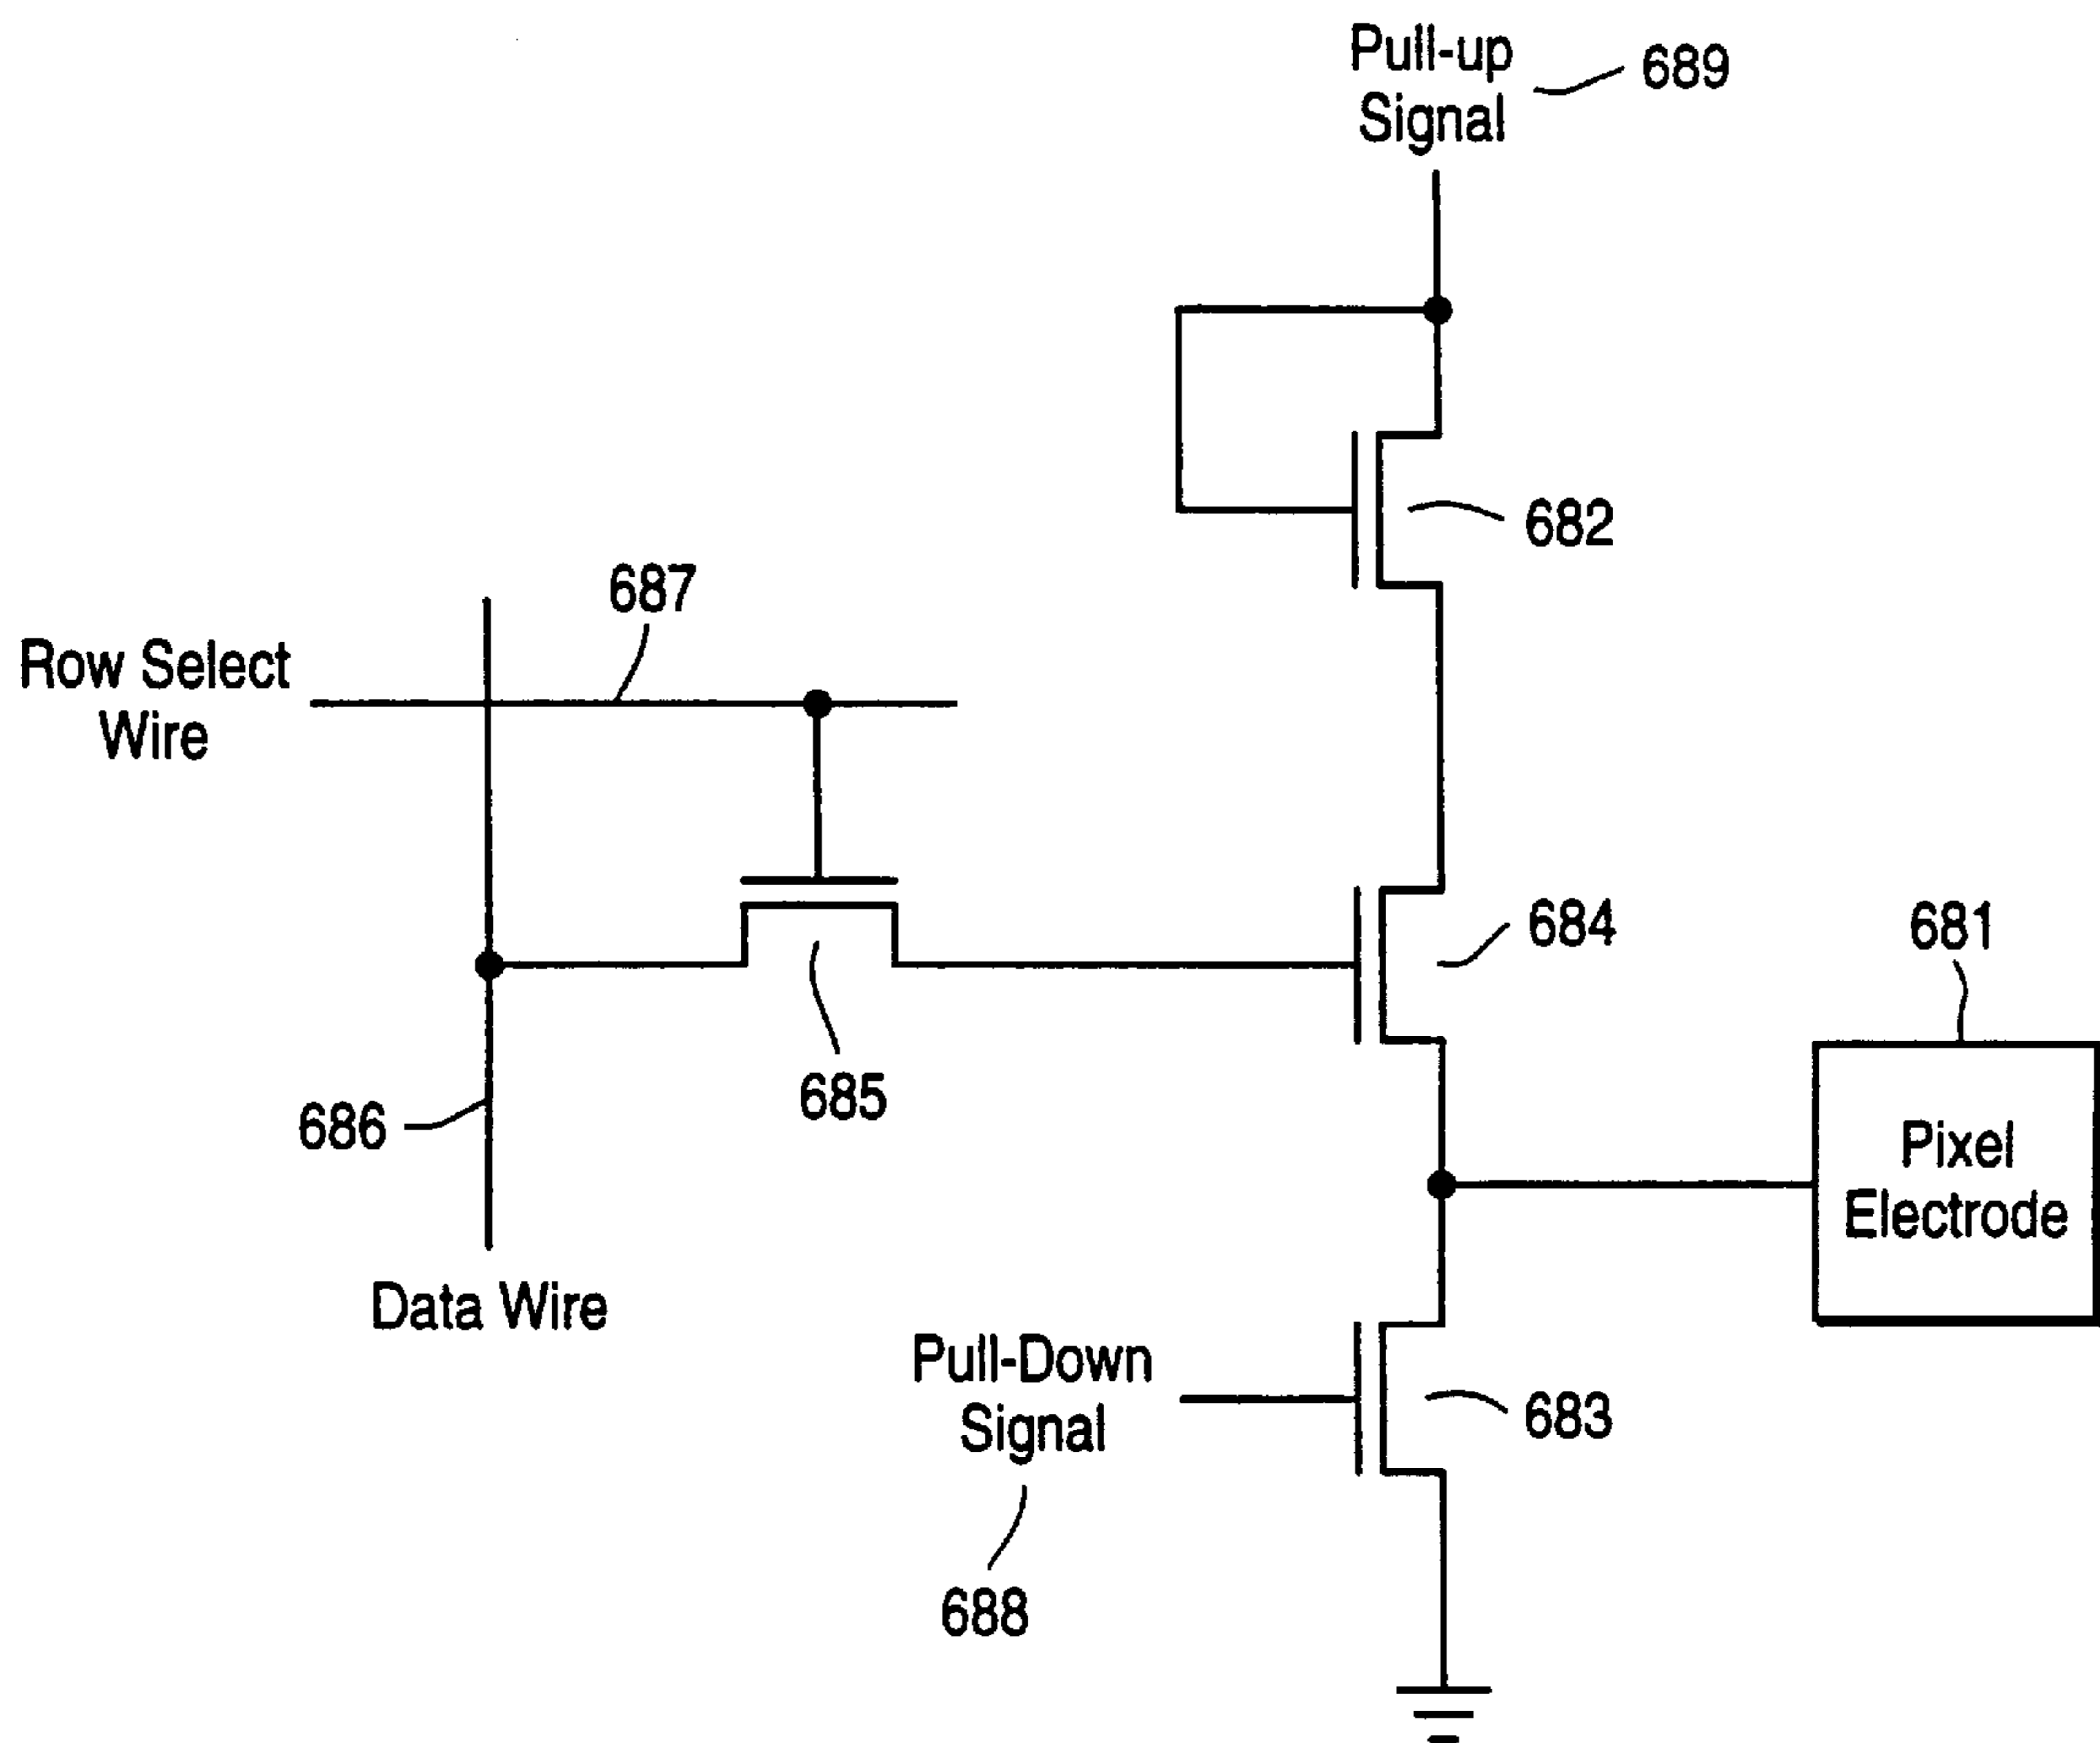 Pull-up
Signal
689
682
687
Row Select
Wire
684
681
685
686
Pixel
Electrode
Data Wire
Pull-Down
Signal
683
688